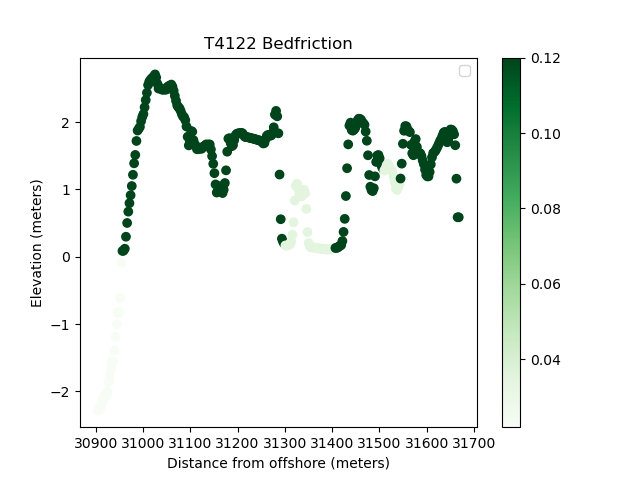 T4122 Bedfriction
Elevation (meters)
2
1
0
−1
−2
30900 31000 31100 31200 31300 31400 31500 31600 31700
Distance from offshore (meters)
0.12
0.10
0.08
0.06
0.04